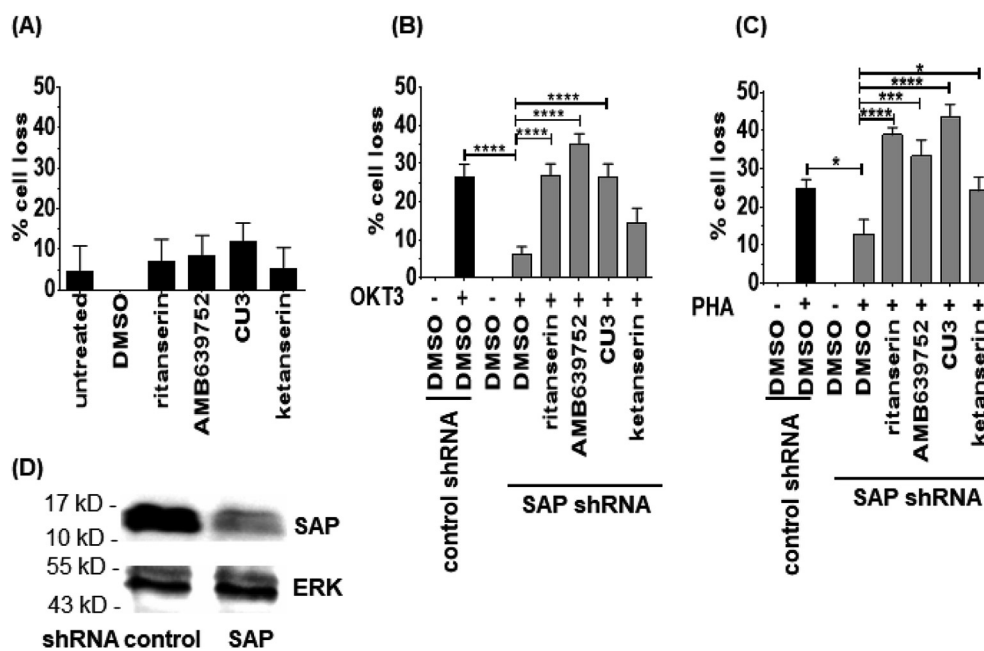 (A)
% cell loss
50
40
30
20
10
0
untreated
DMSO
ritanserin
AMB639752
CU3
ketanserin
(B)
% cell loss
50
40
30
20
10
0
****
****
****
****
OKT3 - + - + + + + +
DMSO
DMSO
DMSO
DMSO
ritanserin
AMB639752
CU3
ketanserin
control shRNA
SAP shRNA
(C)
% cell loss
50
40
30
20
10
0
*
****
***
****
*
PHA - + - + + + + +
DMSO
DMSO
DMSO
DMSO
ritanserin
AMB639752
CU3
ketanserin
control shRNA
SAP shRNA
(D)
17 kD -
10 kD -
SAP
55 kD -
43 kD -
ERK
shRNA control SAP